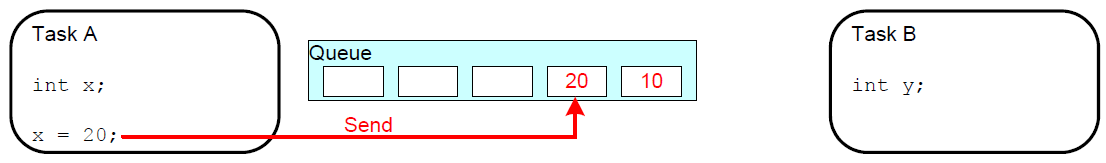 Task A
int x;
x = 20;
Queue
20 10
Send
Task B
int y;